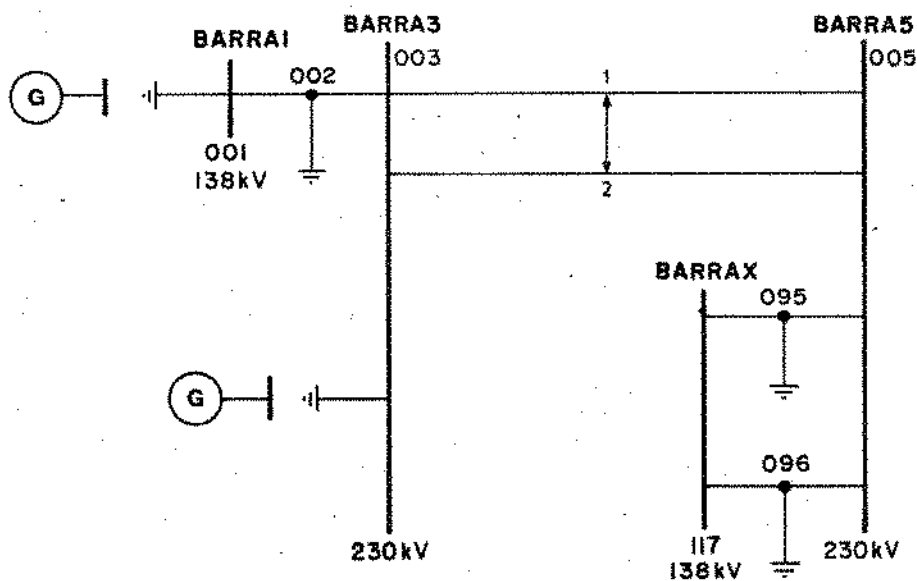 BARRA1
BARRA3
BARRA5
003
005
002
1
G
001
138kV
2
BARRAX
095
G
096
230kV
117
138kV
230kV